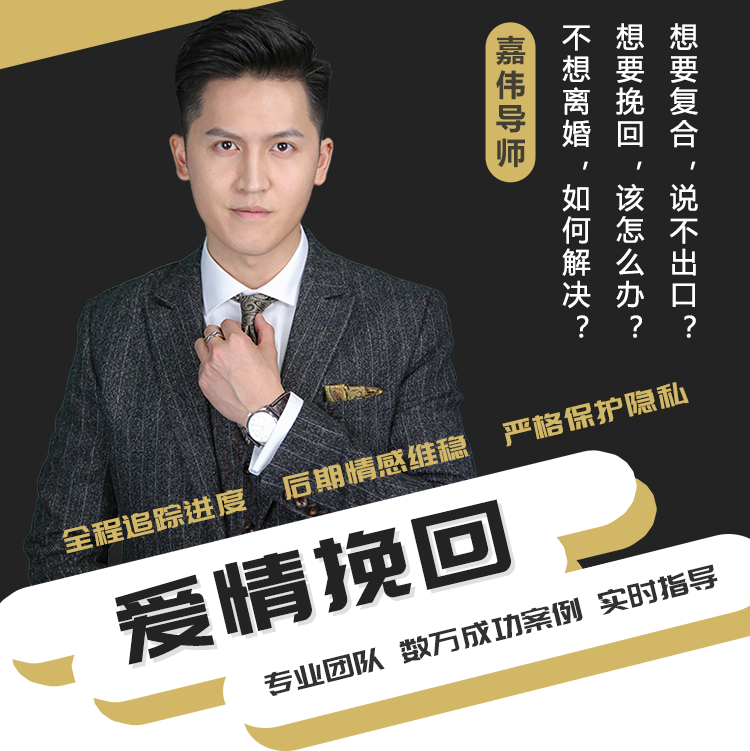 想要复合，说不出口？
想要挽回，该怎么办？
不想离婚，如何解决？
嘉伟导师
全程追踪进度 后期情感维稳 严格保护隐私
爱情挽回
专业团队 数万成功案例 实时指导